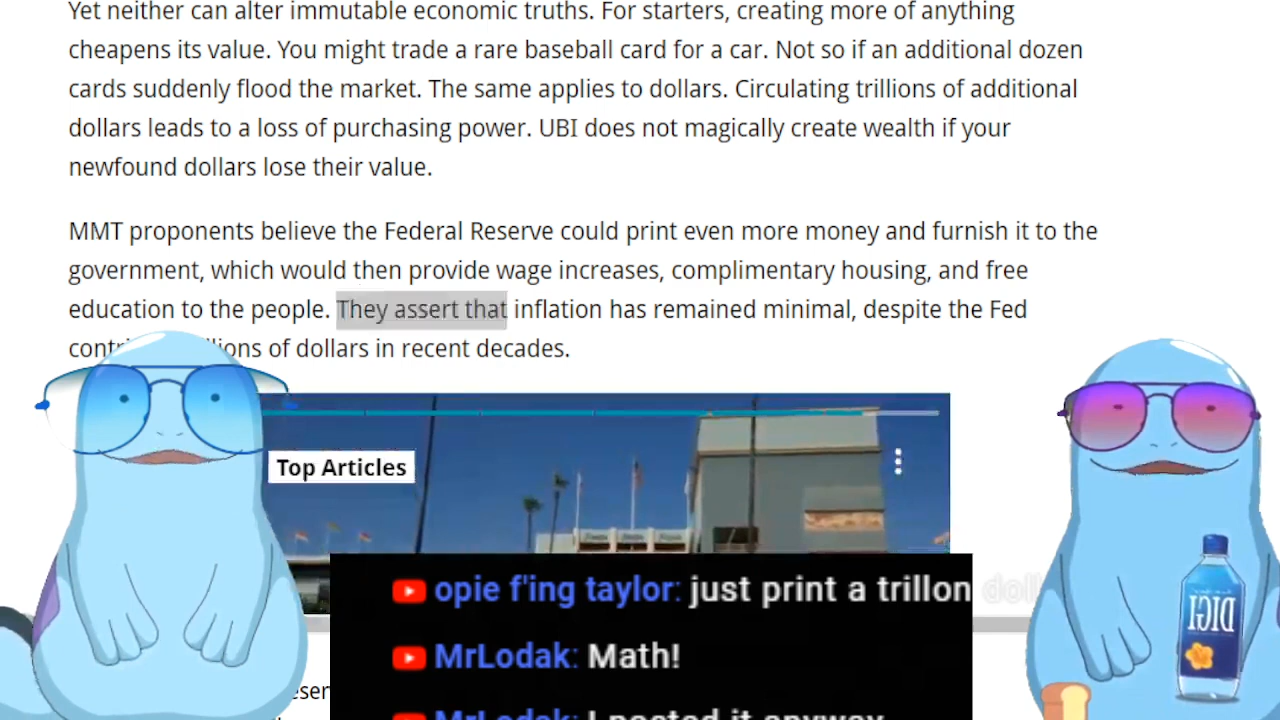 Yet neither can alter immutable economic truths. For starters, creating more of anything
cheapens its value. You might trade a rare baseball card for a car. Not so if an additional dozen
cards suddenly flood the market. The same applies to dollars. Circulating trillions of additional
dollars leads to a loss of purchasing power. UBI does not magically create wealth if your
newfound dollars lose their value.
MMT proponents believe the Federal Reserve could print even more money and furnish it to the
government, which would then provide wage increases, complimentary housing, and free
education to the people. They assert that inflation has remained minimal, despite the Fed
of dollars in recent decades.
Top Articles
opie f'ing taylor: just print a trillon
MrLodak: Math!
MrLodak: I posted it anyway
DIGI